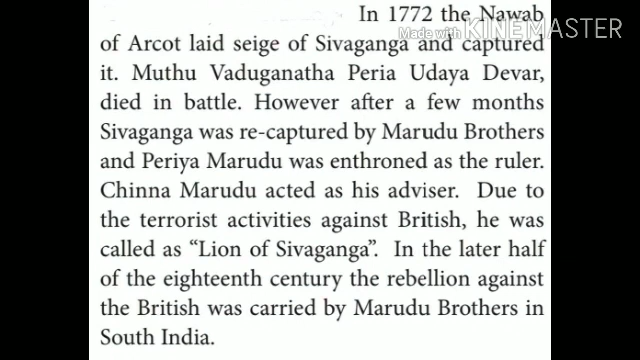 In 1772 the Nawab
Made with KINEMASTER
of Arcot laid seige of Sivaganga and captured
it. Muthu Vaduganatha Peria Udaya Devar,
died in battle. However after a few months
Sivaganga was re-captured by Marudu Brothers
and Periya Marudu was enthroned as the ruler.
Chinna Marudu acted as his adviser. Due to
the terrorist activities against British, he was
called as “Lion of Sivaganga”. In the later half
of the eighteenth century the rebellion against
the British was carried by Marudu Brothers in
South India.